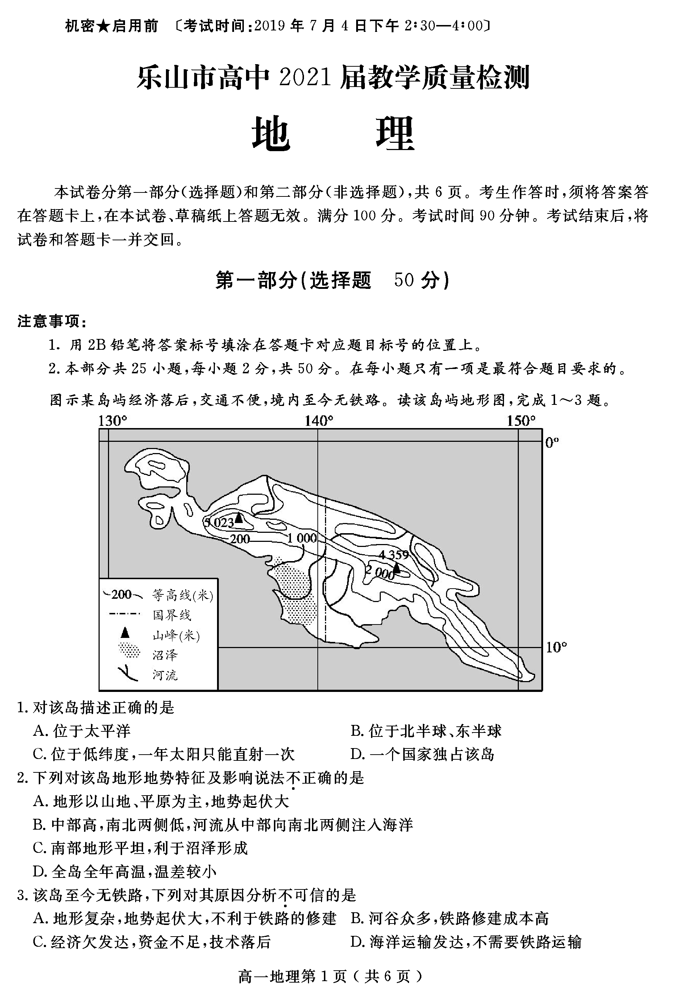 机密★启用前 〔考试时间:2019 年 7 月 4 日下午 2:30—4:00〕
乐山市高中 2021 届教学质量检测
地 理
本试卷分第一部分(选择题)和第二部分(非选择题),共 6 页。考生作答时,须将答案答
在答题卡上,在本试卷、草稿纸上答题无效。满分 100 分。考试时间 90 分钟。考试结束后,将
试卷和答题卡一并交回。
第一部分(选择题 50 分)
注意事项:
1. 用 2B 铅笔将答案标号填涂在答题卡对应题目标号的位置上。
2. 本部分共 25 小题,每小题 2 分,共 50 分。在每小题只有一项是最符合题目要求的。
图示某岛屿经济落后,交通不便,境内至今无铁路。读该岛屿地形图,完成 1～3 题。
130° 140° 150°
0°
5 023
200
1 000
4 359
2 000
200 等高线(米)
国界线
山峰(米)
沼泽
河流
10°
1. 对该岛描述正确的是
A. 位于太平洋 B. 位于北半球、东半球
C. 位于低纬度,一年太阳只能直射一次 D. 一个国家独占该岛
2. 下列对该岛地形地势特征及影响说法不正确的是
A. 地形以山地、平原为主,地势起伏大
B. 中部高,南北两侧低,河流从中部向南北两侧注入海洋
C. 南部地形平坦,利于沼泽形成
D. 全岛全年高温,温差较小
3. 该岛至今无铁路,下列对其原因分析不可信的是
A. 地形复杂,地势起伏大,不利于铁路的修建 B. 河谷众多,铁路修建成本高
C. 经济欠发达,资金不足,技术落后 D. 海洋运输发达,不需要铁路运输
高一地理第 1 页( 共 6 页 )